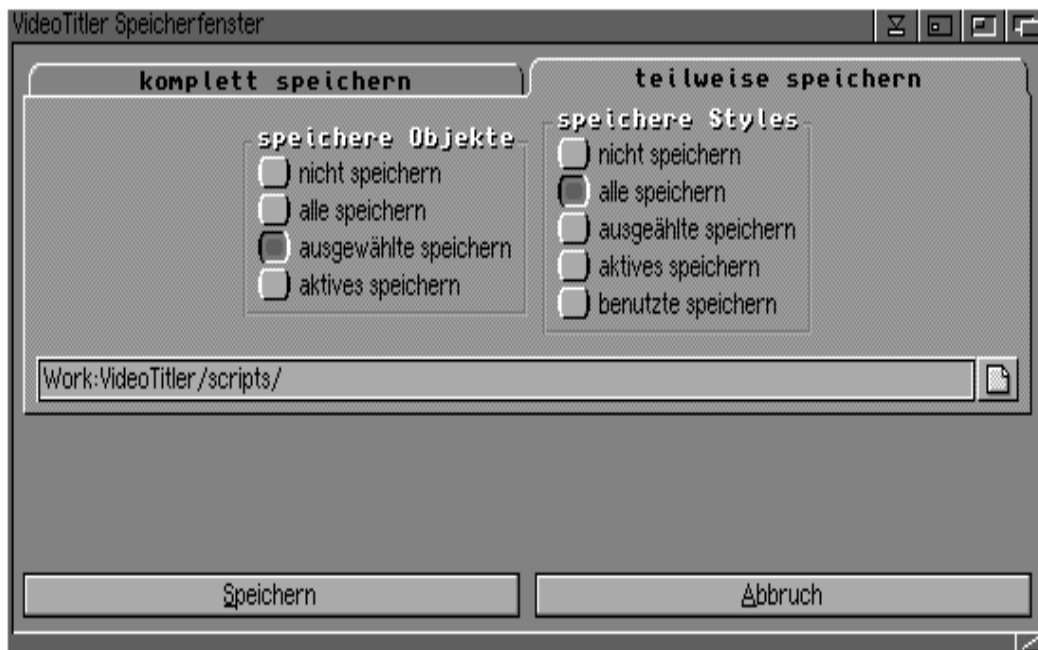 VideoTitler Speicherfenster
komplett speichern
teilweise speichern
speichere Objekte
nicht speichern
alle speichern
ausgewählte speichern
aktives speichern
speichere Styles
nicht speichern
alle speichern
ausgeählte speichern
aktives speichern
benutzte speichern
Work:VideoTitler/scripts/
Speichern
Abbruch